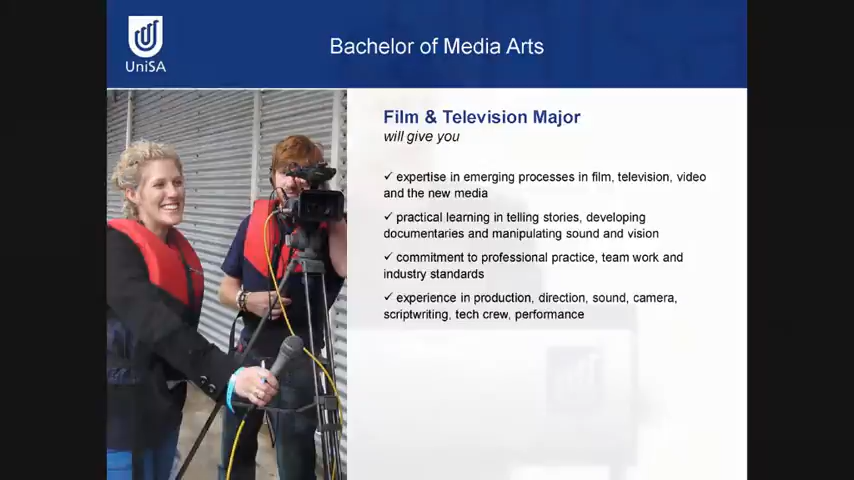 UniSA
Bachelor of Media Arts
Film & Television Major
will give you
✓ expertise in emerging processes in film, television, video
and the new media
✓ practical learning in telling stories, developing
documentaries and manipulating sound and vision
✓ commitment to professional practice, team work and
industry standards
✓ experience in production, direction, sound, camera,
scriptwriting, tech crew, performance